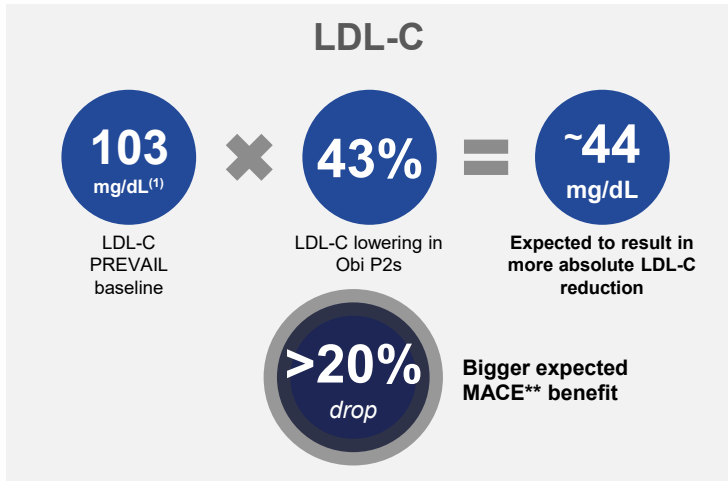 LDL-C
103
mg/dL(1)
×
43%
=
~44
mg/dL
LDL-C
PREVAIL
baseline
LDL-C lowering in
Obi P2s
Expected to result in
more absolute LDL-C
reduction
>20%
drop
Bigger expected
MACE** benefit